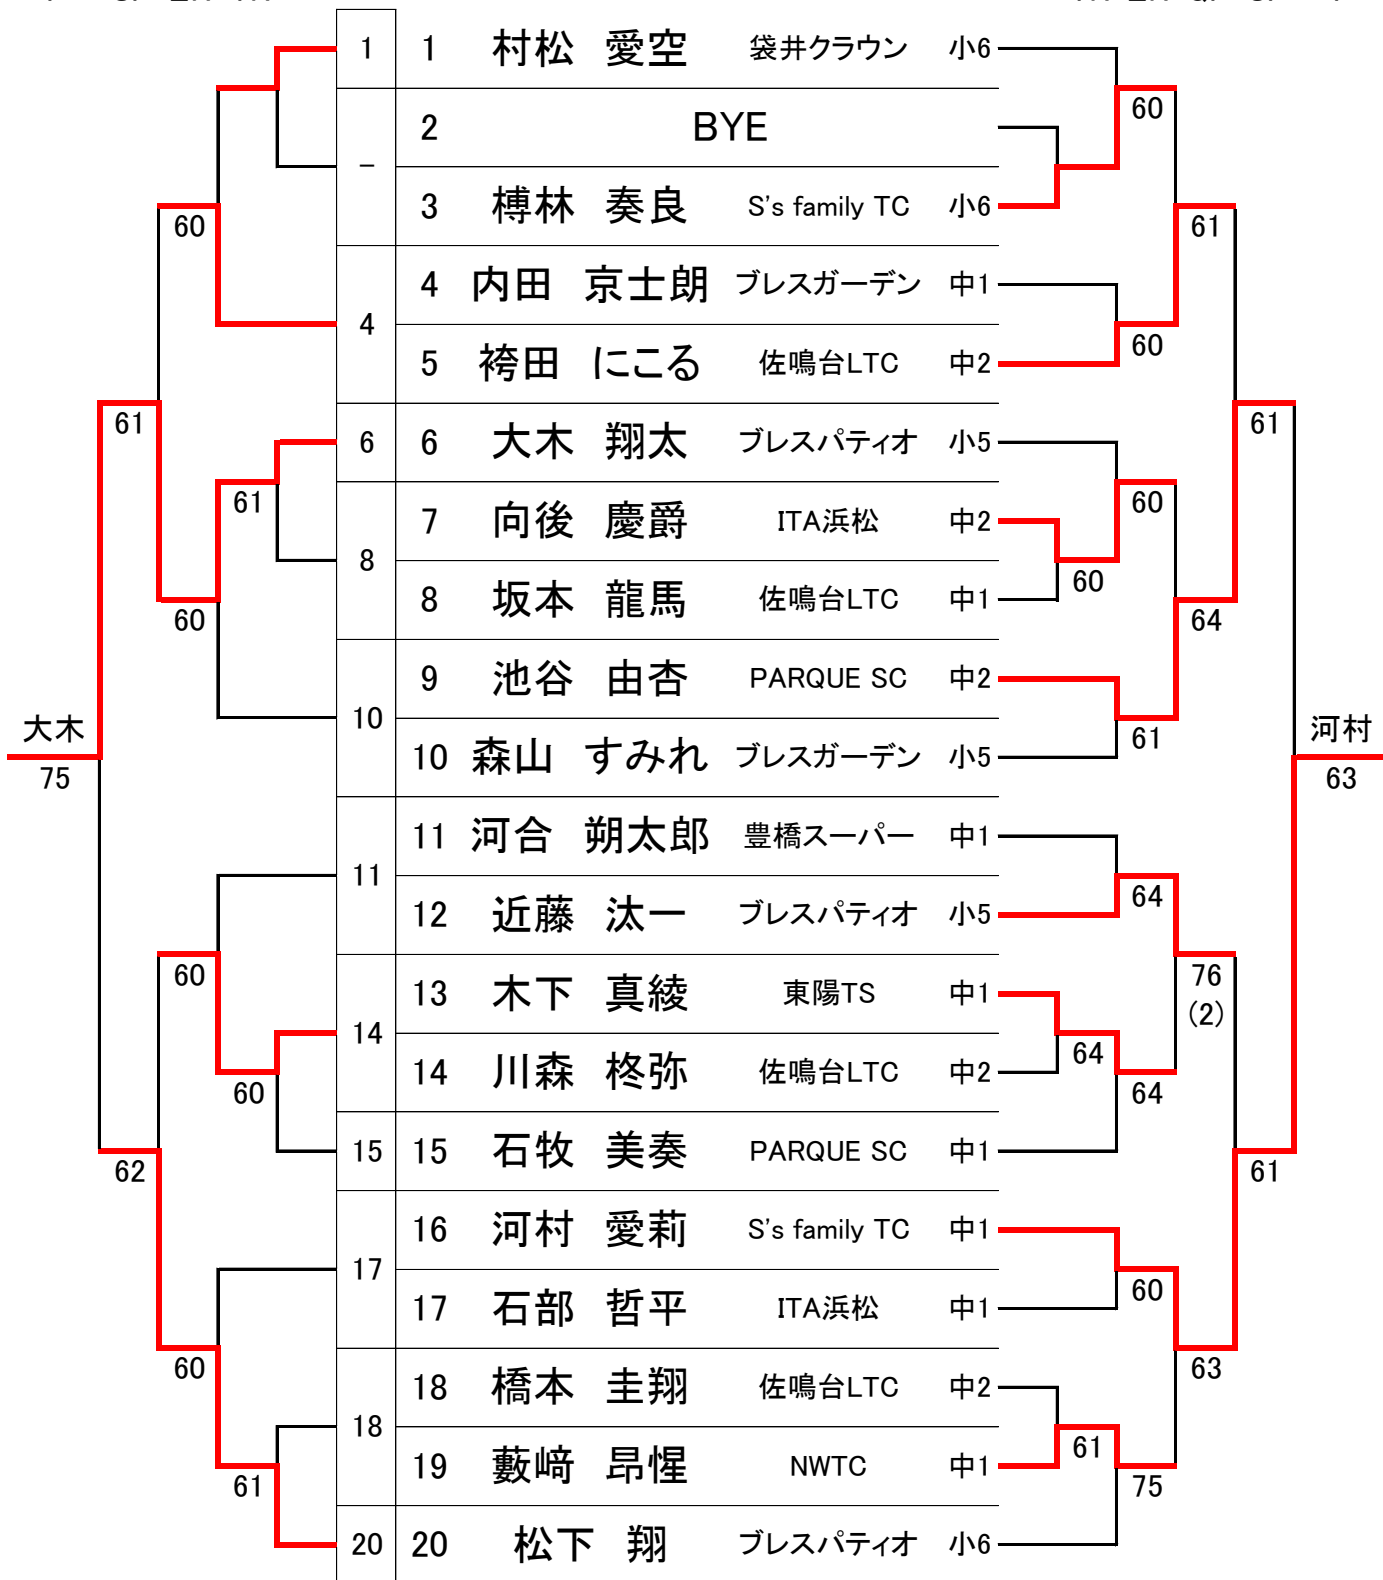 1 1 村松 愛空 袋井クラウン 小6
60
2 BYE
－
3 榑林 奏良 S's family TC 小6
60 61
4 内田 京士朗 ブレスガーデン 中1
4
60
5 袴田 にこる 佐鳴台LTC 中2
61 61
6 6 大木 翔太 ブレスパティオ 小5
61 60
7 向後 慶爵 ITA浜松 中2
8 60
8 坂本 龍馬 佐鳴台LTC 中1
60 64
9 池谷 由杏 PARQUE SC 中2
10
大木 61 河村
10 森山 すみれ ブレスガーデン 小5
75 63
11 河合 朔太郎 豊橋スーパー 中1
11
64
12 近藤 汰一 ブレスパティオ 小5
60 76
13 木下 真綾 東陽TS 中1
(2)
14 64
14 川森 柊弥 佐鳴台LTC 中2
60 64
15 15 石牧 美奏 PARQUE SC 中1
62 61
16 河村 愛莉 S's family TC 中1
17
60
17 石部 哲平 ITA浜松 中1
60 63
18 橋本 圭翔 佐鳴台LTC 中2
18 61
19 藪﨑 昂惺 NWTC 中1
61 75
20 20 松下 翔 ブレスパティオ 小6